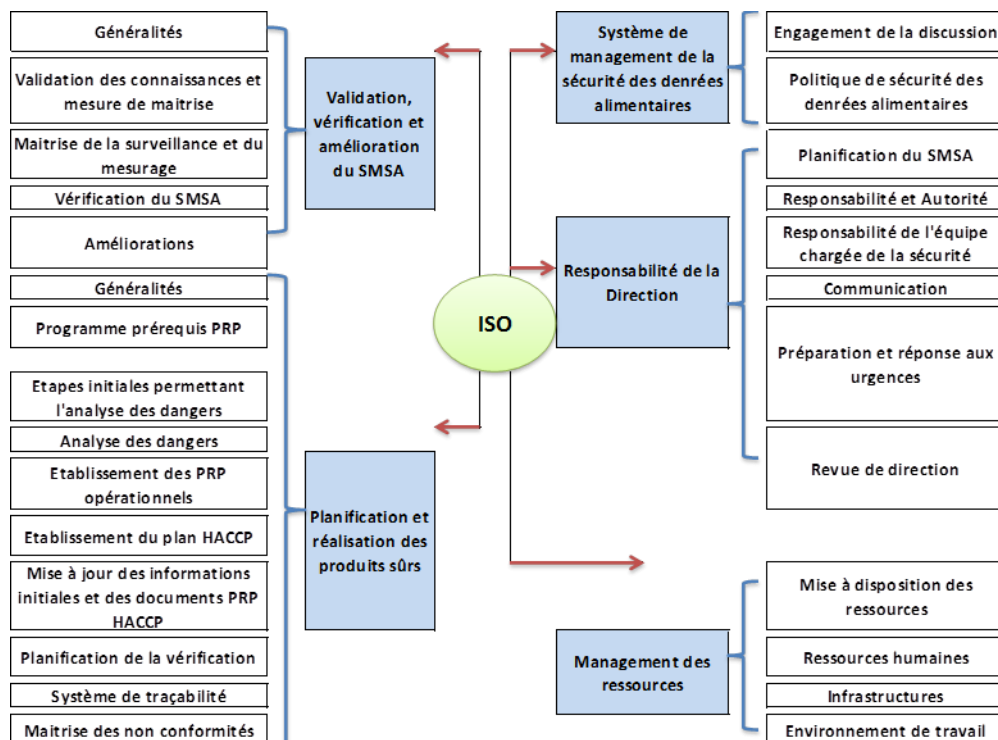 Généralités
Validation des connaissances et
mesure de maitrise
Maitrise de la surveillance et du
mesurage
Vérification du SMSA
Améliorations
Validation,
vérification et
amélioration
du SMSA
Généralités
Programme prérequis PRP
Etapes initiales permettant
l'analyse des dangers
Analyse des dangers
Etablissement des PRP
opérationnels
Etablissement du plan HACCP
Mise à jour des informations
initiales et des documents PRP
HACCP
Planification de la vérification
Système de traçabilité
Maitrise des non conformités
Planification et
réalisation des
produits sûrs
ISO
Système de
management de la
sécurité des denrées
alimentaires
Engagement de la discussion
Politique de sécurité des
denrées alimentaires
Responsabilité de la
Direction
Planification du SMSA
Responsabilité et Autorité
Responsabilité de l'équipe
chargée de la sécurité
Communication
Préparation et réponse aux
urgences
Revue de direction
Management des
ressources
Mise à disposition des
ressources
Ressources humaines
Infrastructures
Environnement de travail